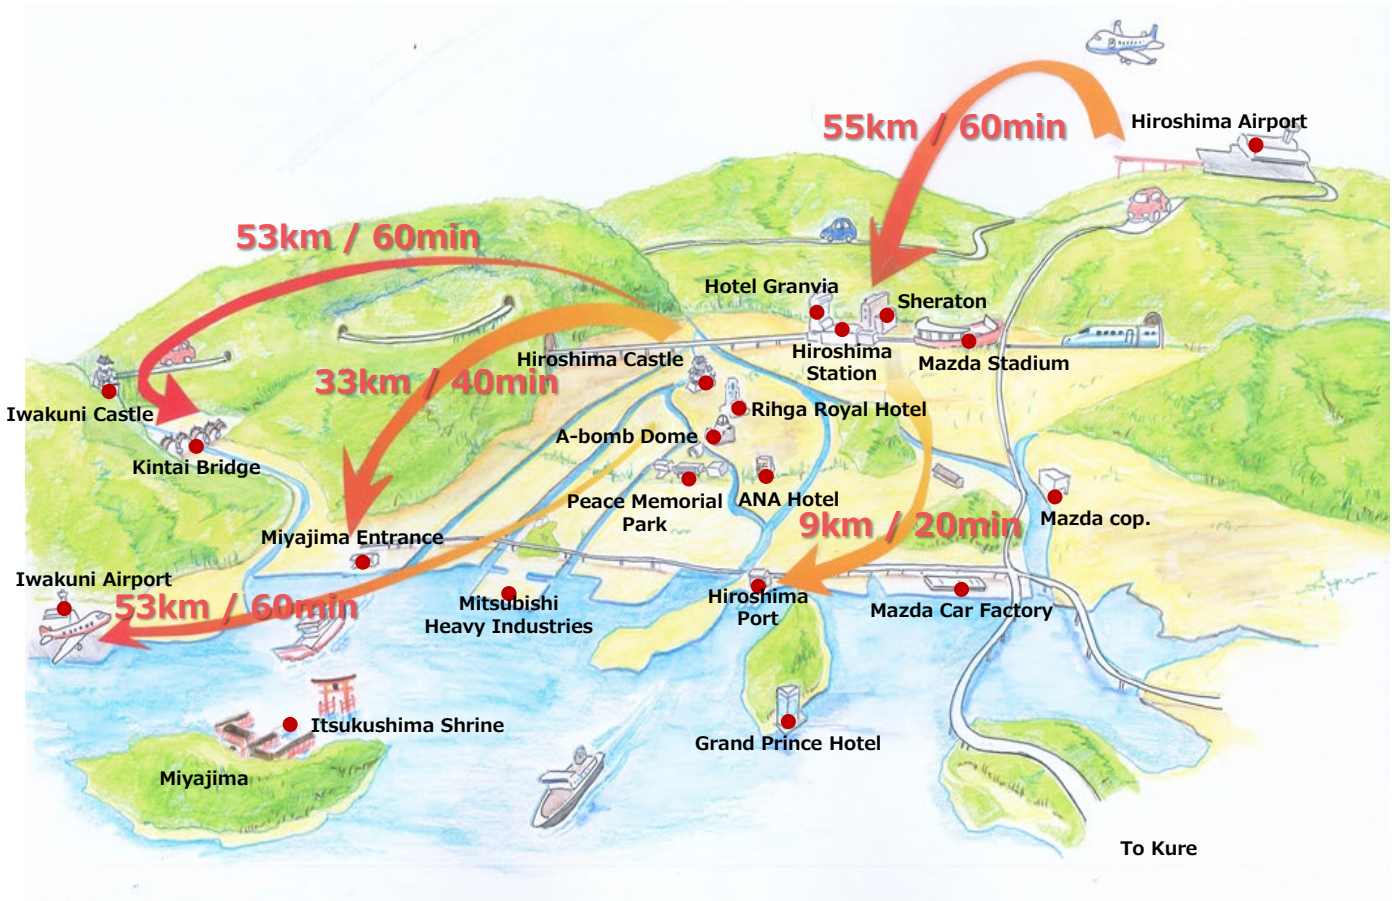 Hiroshima Airport
55km / 60min
53km / 60min
Hotel Granvia
Sheraton
Hiroshima
Station
Mazda Stadium
Hiroshima Castle
33km / 40min
Iwakuni Castle
Rihga Royal Hotel
A-bomb Dome
Kintai Bridge
Peace Memorial
Park
ANA Hotel
Mazda cop.
9km / 20min
Miyajima Entrance
Iwakuni Airport
53km / 60min
Mitsubishi
Heavy Industries
Hiroshima
Port
Mazda Car Factory
Itsukushima Shrine
Grand Prince Hotel
Miyajima
To Kure